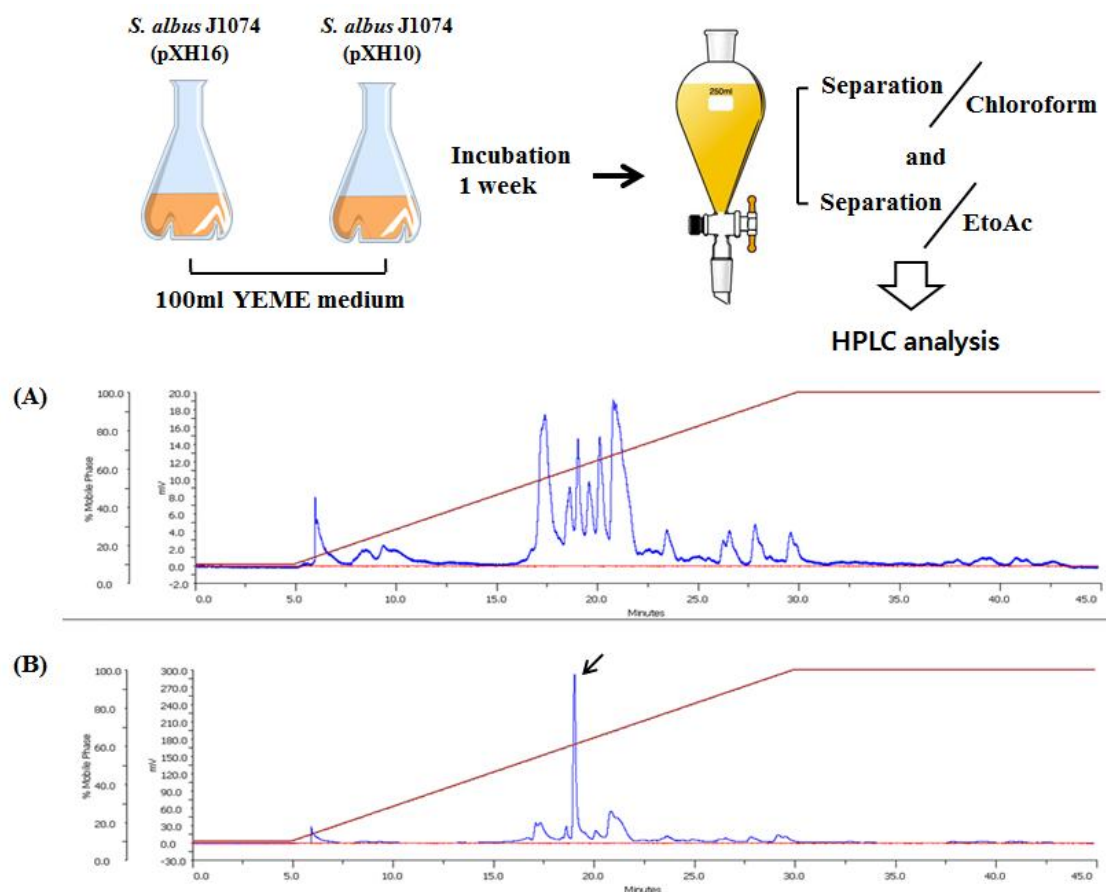 S. albus J1074
(pXH16)
S. albus J1074
(pXH10)
100ml YEME medium
Incubation
1 week
250ml
Separation
Chloroform
and
Separation
EtoAc
HPLC analysis
(A)
% Mobile Phase
100.0
80.0
60.0
40.0
20.0
0.0
mV
20.0
18.0
16.0
14.0
12.0
10.0
8.0
6.0
4.0
2.0
0.0
-2.0
0.0 5.0 10.0 15.0 20.0 25.0 30.0 35.0 40.0 45.0
Minutes
(B)
% Mobile Phase
100.0
80.0
60.0
40.0
20.0
0.0
mV
300.0
270.0
240.0
210.0
180.0
150.0
120.0
90.0
60.0
30.0
0.0
-30.0
0.0 5.0 10.0 15.0 20.0 25.0 30.0 35.0 40.0 45.0
Minutes